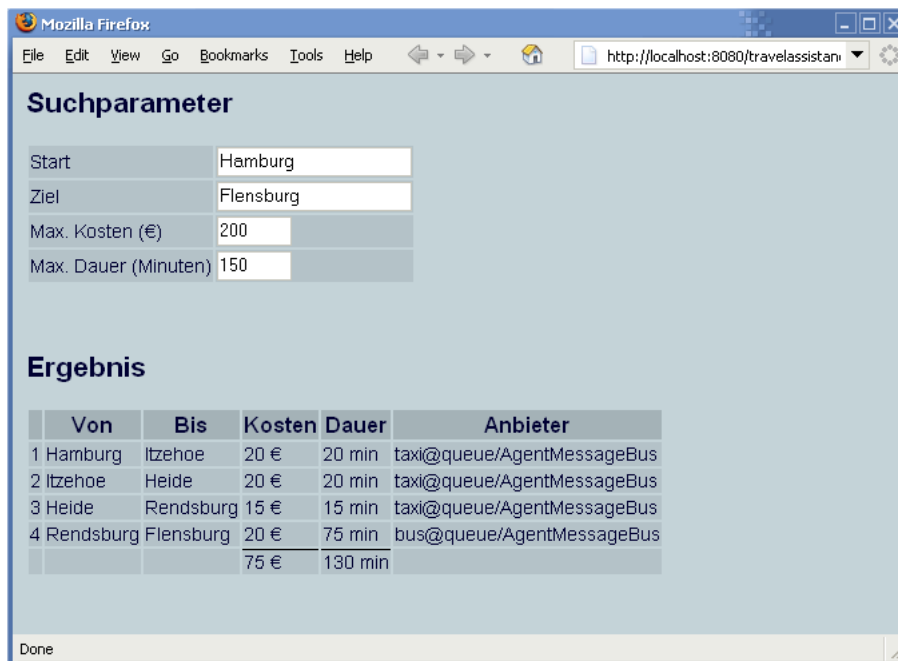 Mozilla Firefox
File Edit View Go Bookmarks Tools Help http://localhost:8080/travelassistan
Suchparameter
Start Hamburg
Ziel Flensburg
Max. Kosten (€) 200
Max. Dauer (Minuten) 150
Ergebnis
Von Bis Kosten Dauer Anbieter
1 Hamburg Itzehoe 20 € 20 min taxi@queue/AgentMessageBus
2 Itzehoe Heide 20 € 20 min taxi@queue/AgentMessageBus
3 Heide Rendsburg 15 € 15 min taxi@queue/AgentMessageBus
4 Rendsburg Flensburg 20 € 75 min bus@queue/AgentMessageBus
75 € 130 min
Done